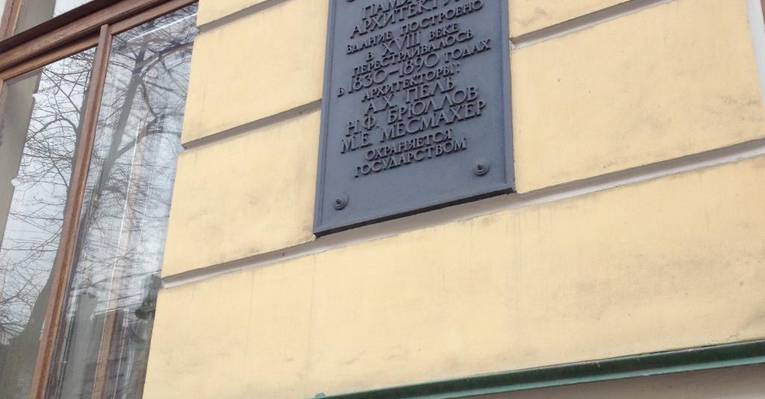 ПАМЯТНИК
АРХИТЕКТУРЫ
ЗДАНИЕ ПОСТРОЕНО
В XVIII ВЕКЕ
ПЕРЕСТРАИВАЛОСЬ
В 1830-1890 ГОДАХ
АРХИТЕКТОРЫ:
А.Х. ПЕЛЬ
Р.Ф. БРЮЛЛОВ
М.Е. МЕСМАХЕР
ОХРАНЯЕТСЯ
ГОСУДАРСТВОМ